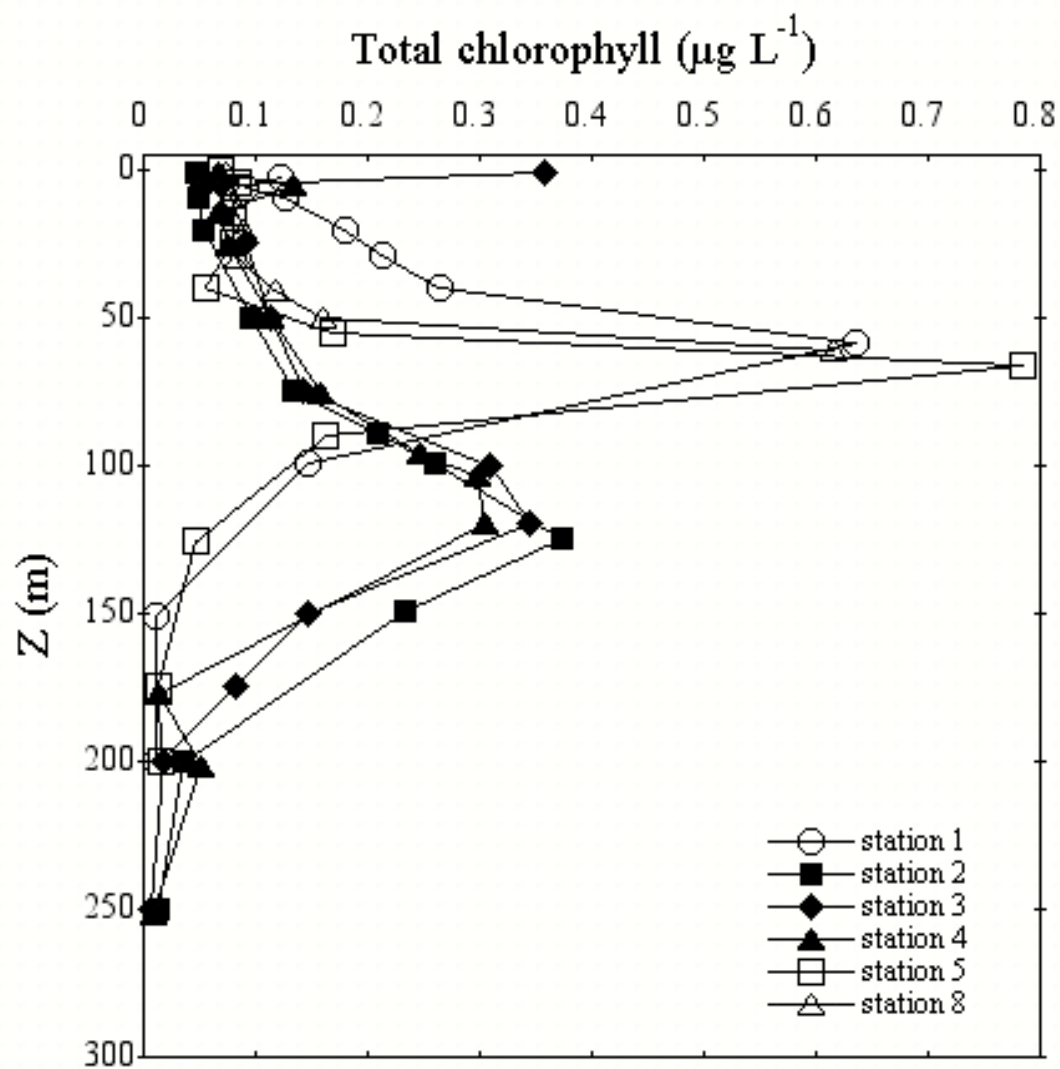 Total chlorophyll (µg L⁻¹)
0 0.1 0.2 0.3 0.4 0.5 0.6 0.7 0.8
0
50
100
150
200
250
300
Z (m)
station 1
station 2
station 3
station 4
station 5
station 8